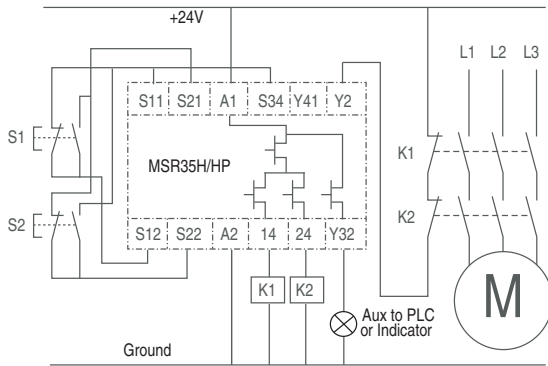 +24V
L1 L2 L3
S11 S21 A1 S34 Y41 Y2
S1
MSR35H/HP
K1
S2
K2
S12 S22 A2 14 24 Y32
K1 K2
M
Aux to PLC
or Indicator
Ground